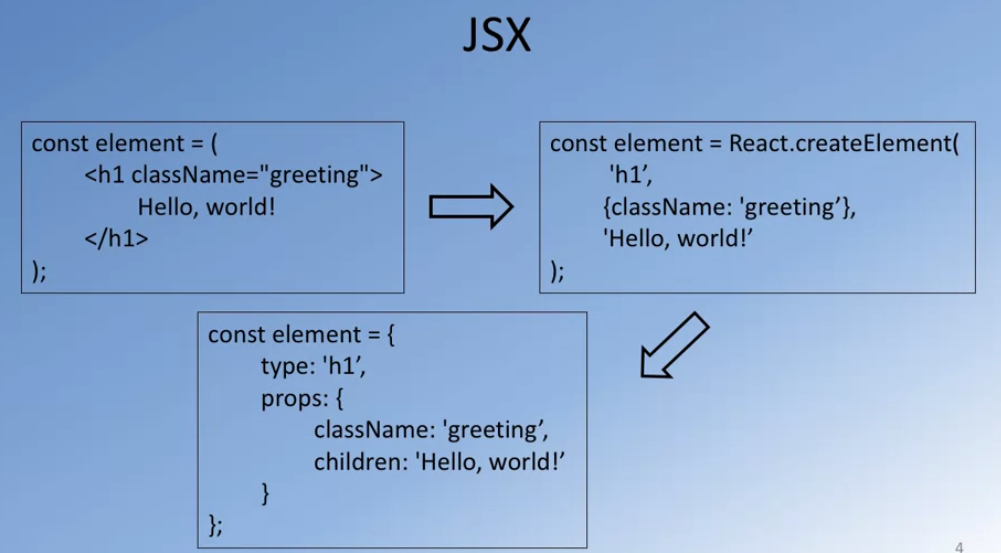 JSX
const element = (
<h1 className="greeting">
Hello, world!
</h1>
);
const element = React.createElement(
'h1’,
{className: 'greeting’},
'Hello, world!’
);
const element = {
type: 'h1’,
props: {
className: 'greeting’,
children: 'Hello, world!’
}
};
4